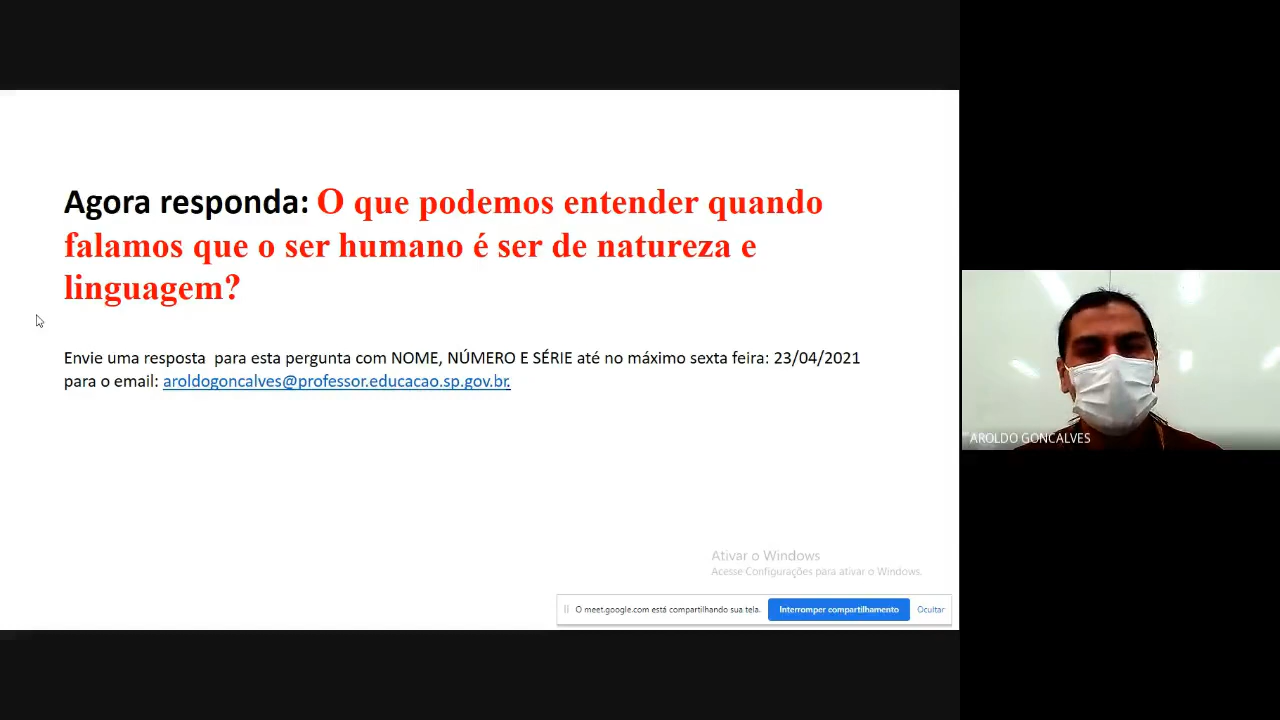 Agora responda: O que podemos entender quando
falamos que o ser humano é ser de natureza e
linguagem?
Envie uma resposta para esta pergunta com NOME, NÚMERO E SÉRIE até no máximo sexta feira: 23/04/2021
para o email: aroldogoncalves@professor.educacao.sp.gov.br.
AROLDO GONCALVES
Ativar o Windows
Acesse Configurações para ativar o Windows.
O meet.google.com está compartilhando sua tela. Interromper compartilhamento Ocultar